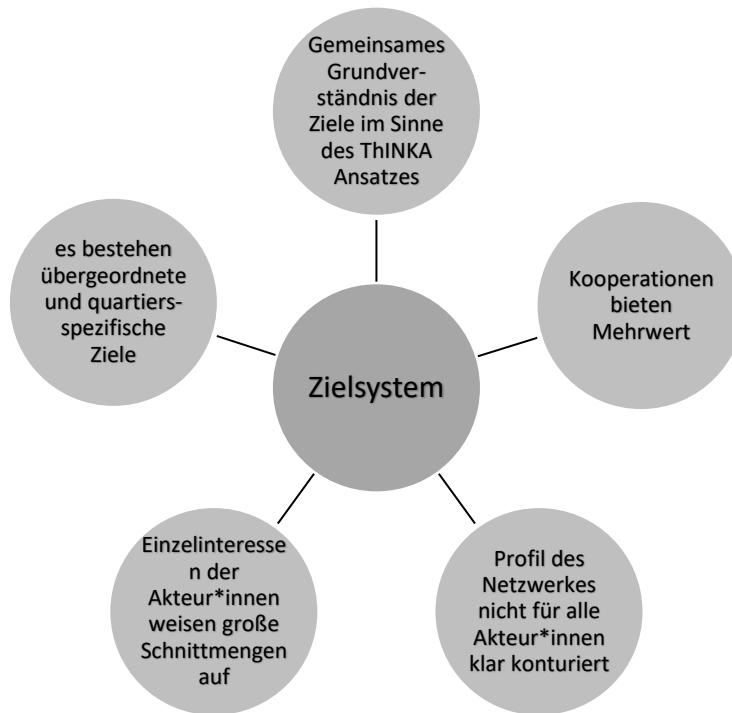 Gemeinsames
Grundver-
ständnis der
Ziele im Sinne
des ThINKA
Ansatzes
Kooperationen
bieten
Mehrwert
Profil des
Netzwerkes
nicht für alle
Akteur*innen
klar konturiert
Einzelinteresse
n der
Akteur*innen
weisen große
Schnittmengen
auf
es bestehen
übergeordnete
und quartiers-
spezifische
Ziele
Zielsystem